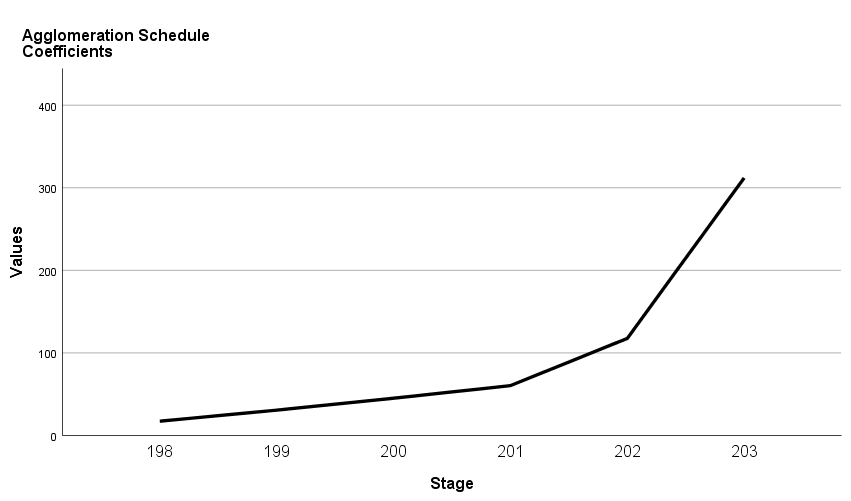 Agglomeration Schedule
Coefficients
400
300
200
100
0
Values
198 199 200 201 202 203
Stage